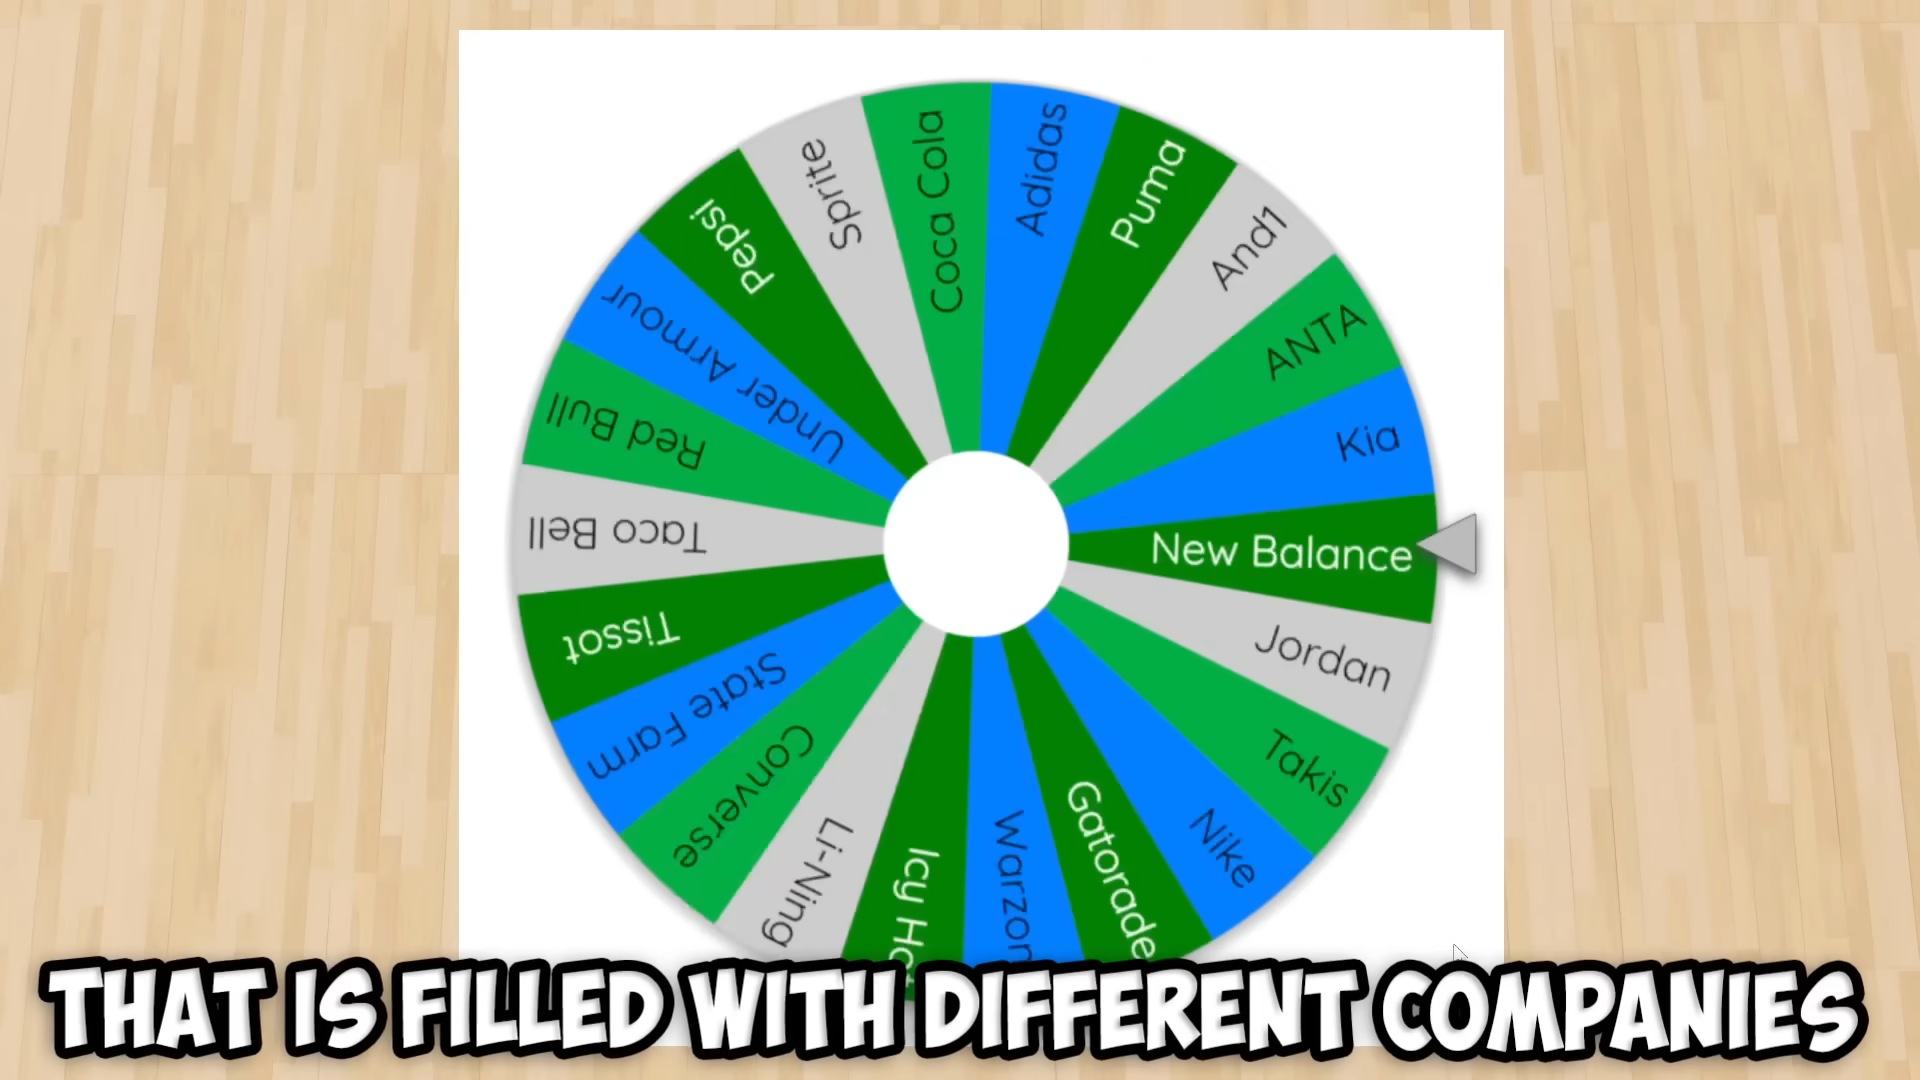 Coca Cola
Adidas
Puma
And1
ANTA
Kia
New Balance
Jordan
Takis
Nike
Gatorade
Icy
Li-Ning
Converse
State Farm
Tissot
Taco Bell
Red Bull
Under Armour
Pepsi
Sprite
THAT IS FILLED WITH DIFFERENT COMPANIES